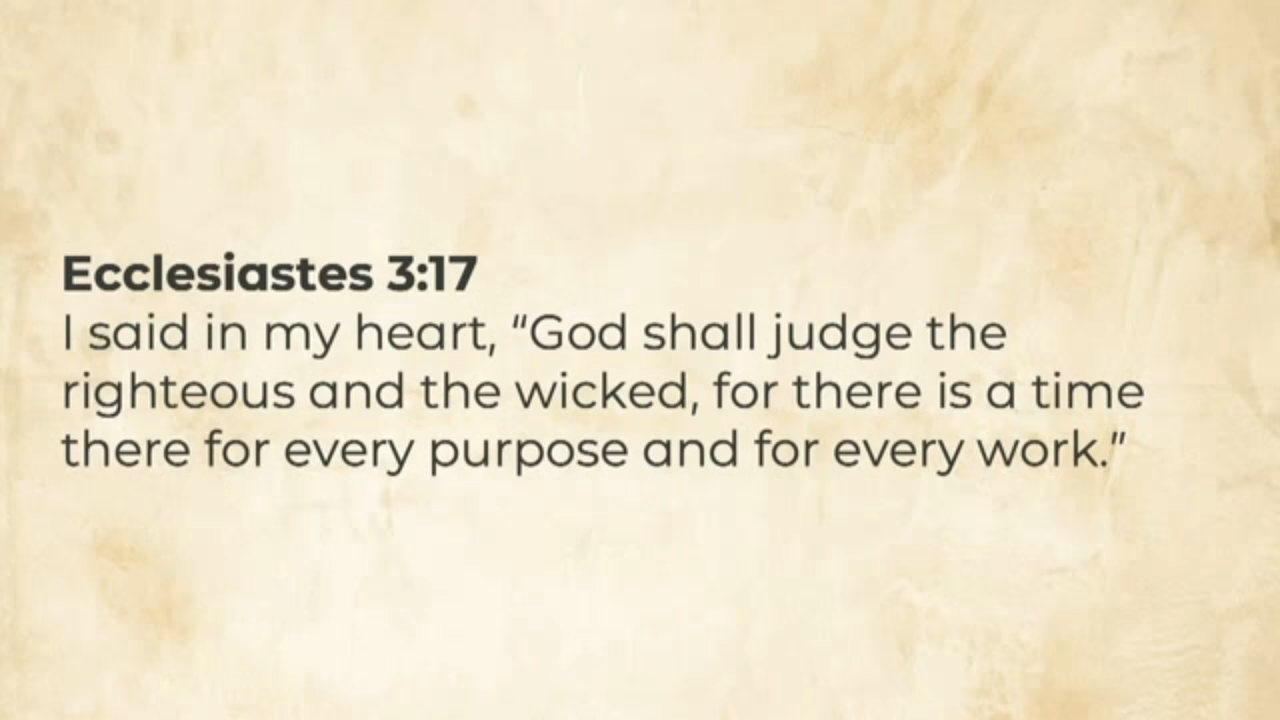 Ecclesiastes 3:17
I said in my heart, “God shall judge the
righteous and the wicked, for there is a time
there for every purpose and for every work.”